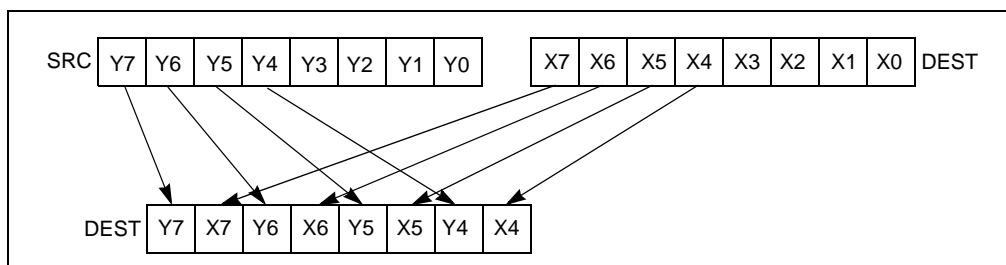 SRC Y7 Y6 Y5 Y4 Y3 Y2 Y1 Y0 X7 X6 X5 X4 X3 X2 X1 X0 DEST
DEST Y7 X7 Y6 X6 Y5 X5 Y4 X4